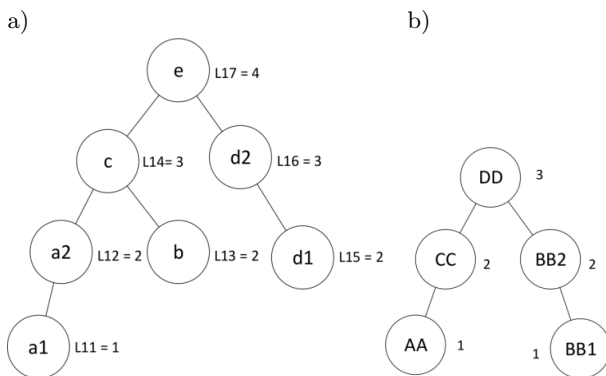 a)
b)
e L17 = 4
c L14= 3
d2 L16 = 3
DD 3
a2 L12 = 2
b L13 = 2
d1 L15 = 2
CC 2
BB2 2
a1 L11 = 1
AA 1
1 BB1